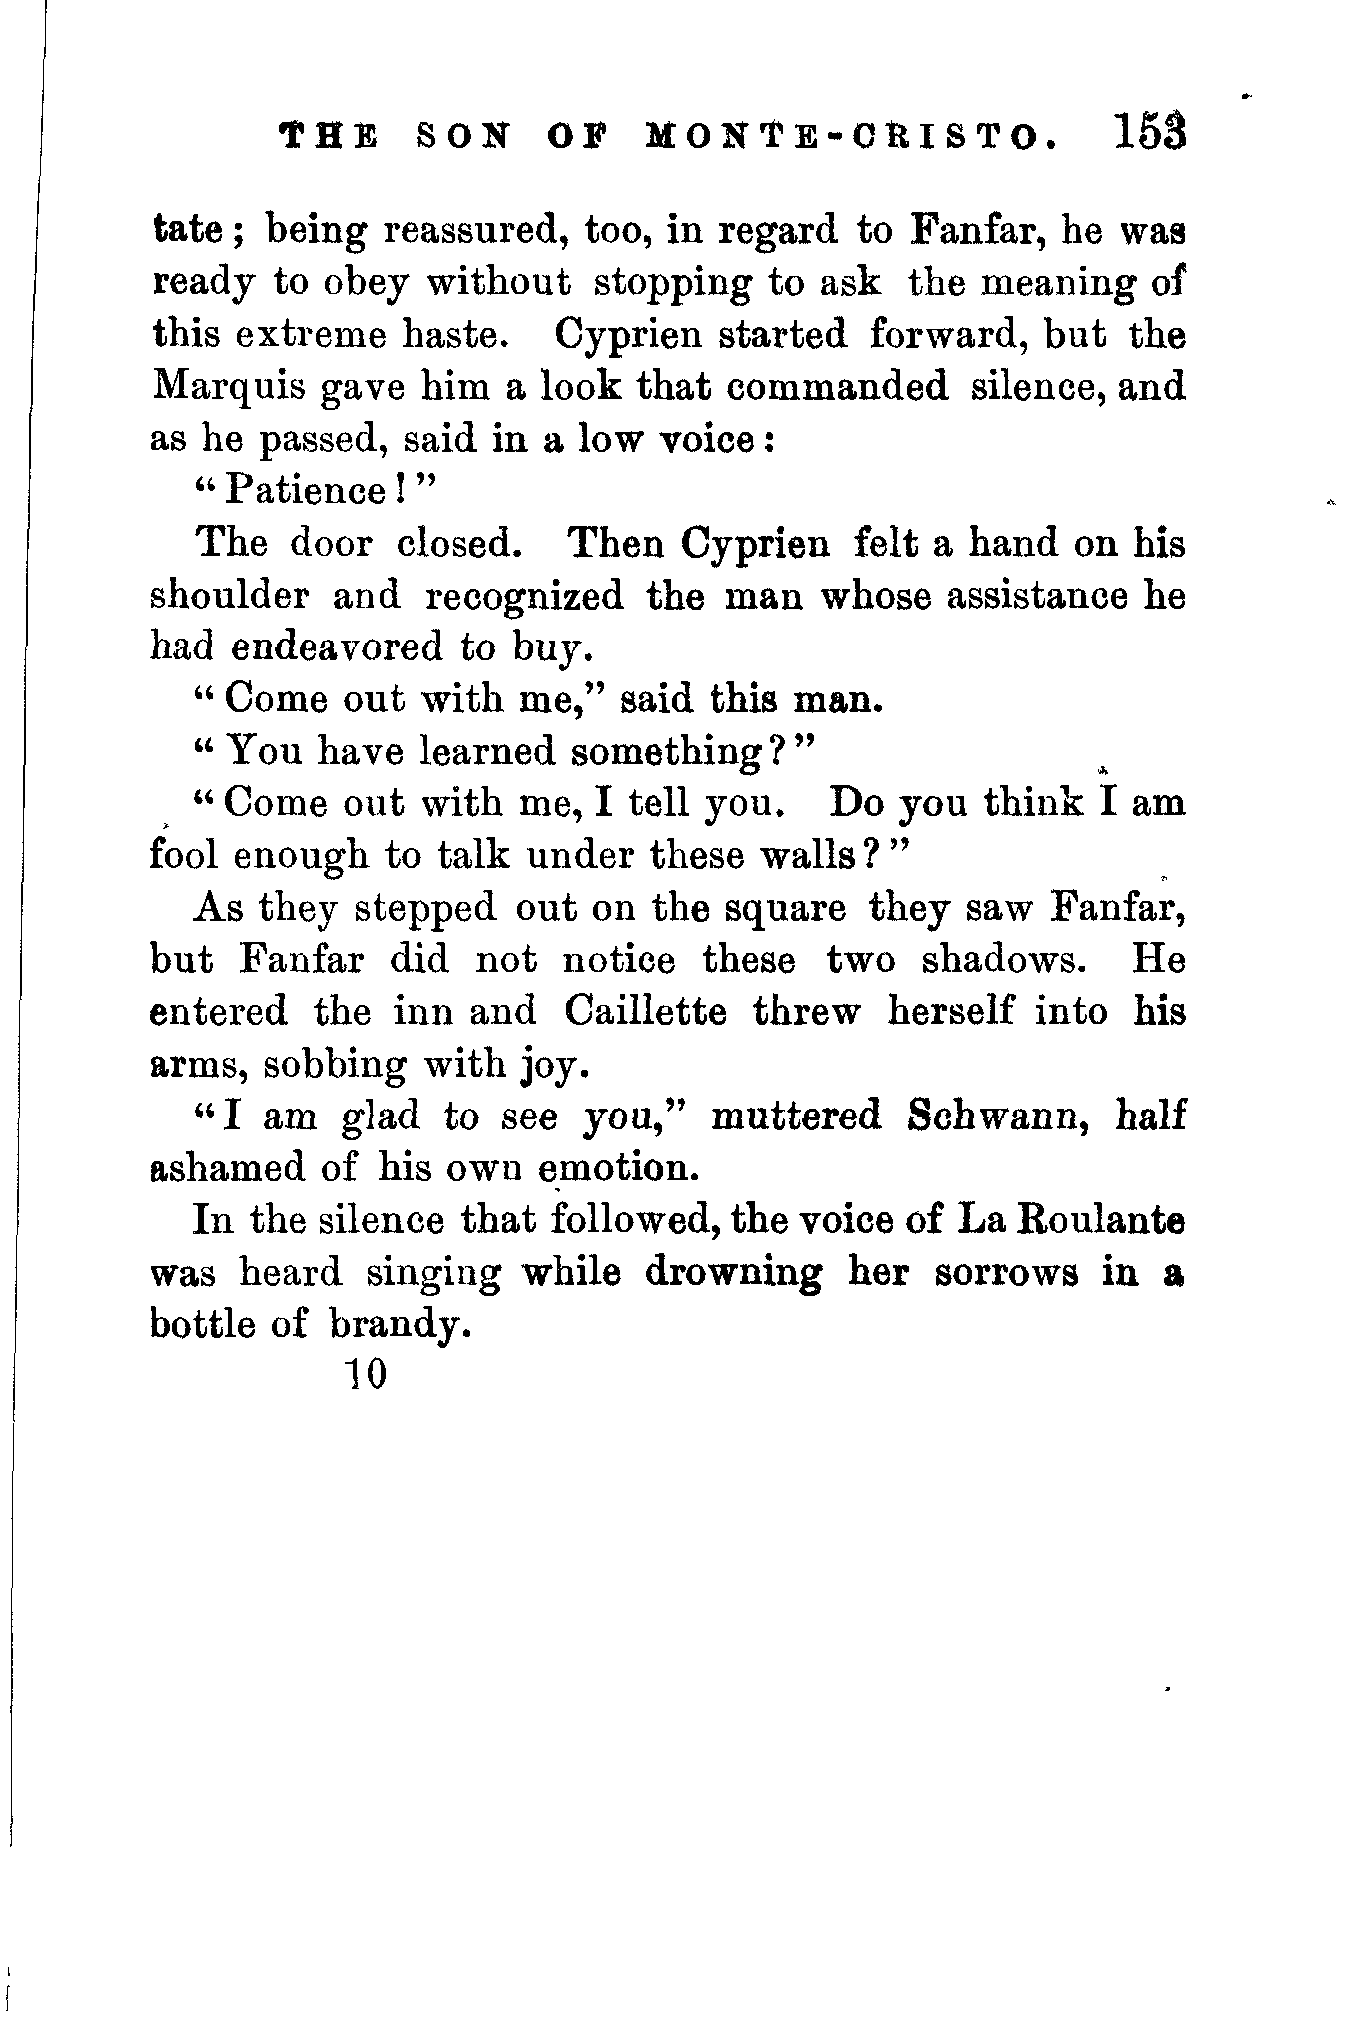 THE SON OF MONTE-CRISTO. 153
tate; being reassured, too, in regard to Fanfar, he was
ready to obey without stopping to ask the meaning of
this extreme haste. Cyprien started forward, but the
Marquis gave him a look that commanded silence, and
as he passed, said in a low voice:
“Patience!”
The door closed. Then Cyprien felt a hand on his
shoulder and recognized the man whose assistance he
had endeavored to buy.
“Come out with me,” said this man.
“You have learned something?”
“Come out with me, I tell you. Do you think I am
fool enough to talk under these walls?”
As they stepped out on the square they saw Fanfar,
but Fanfar did not notice these two shadows. He
entered the inn and Caillette threw herself into his
arms, sobbing with joy.
“I am glad to see you,” muttered Schwann, half
ashamed of his own emotion.
In the silence that followed, the voice of La Roulante
was heard singing while drowning her sorrows in a
bottle of brandy.
10